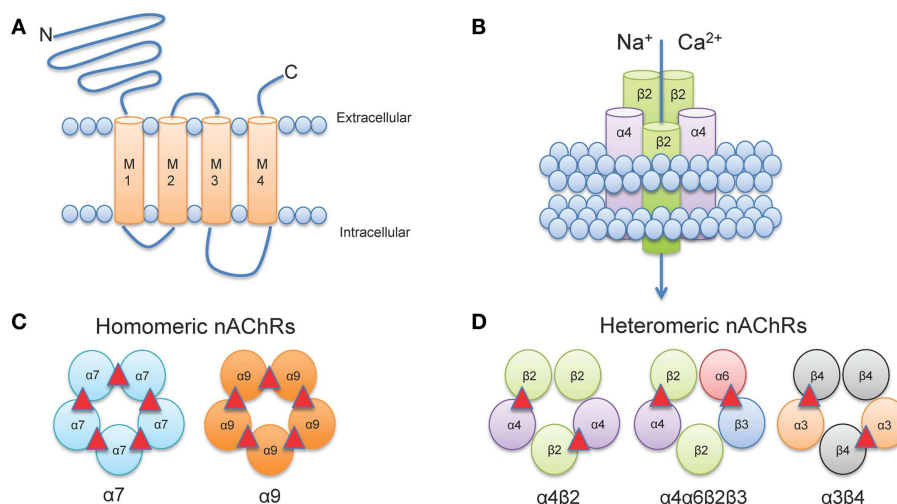 A
N
C
Extracellular
M 1
M 2
M 3
M 4
Intracellular
B
Na⁺ Ca²⁺
β2 β2
α4 β2 α4
C
Homomeric nAChRs
α7 α7
α7 α7
α7
α7
α9 α9
α9 α9
α9
α9
D
Heteromeric nAChRs
β2 β2
α4 α4
β2
α4β2
β2 α6
α4 β3
β2
α4α6β2β3
β4 β4
α3 α3
β4
α3β4